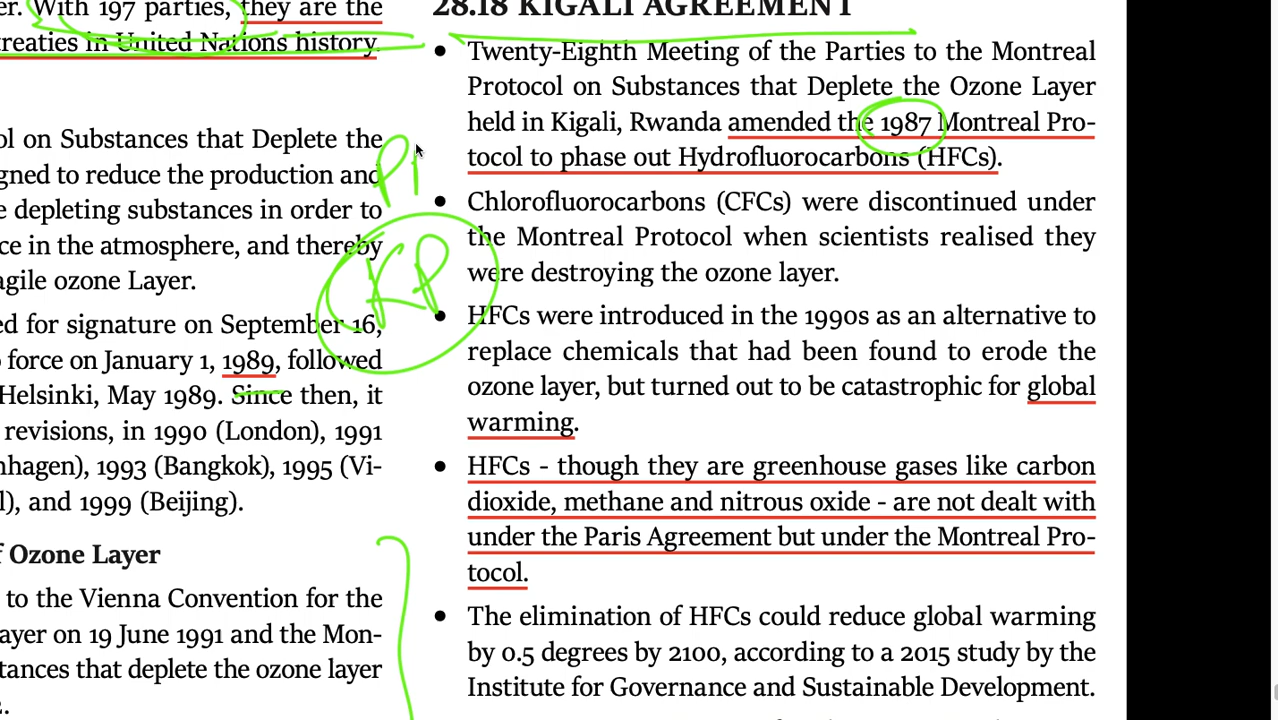 er. With 197 parties, they are the
treaties in United Nations history.
ol on Substances that Deplete the
gned to reduce the production and
e depleting substances in order to
ce in the atmosphere, and thereby
agile ozone Layer.
ed for signature on September 16,
force on January 1, 1989, followed
Helsinki, May 1989. Since then, it
revisions, in 1990 (London), 1991
nhagen), 1993 (Bangkok), 1995 (Vi-
l), and 1999 (Beijing).
f Ozone Layer
to the Vienna Convention for the
ayer on 19 June 1991 and the Mon-
tances that deplete the ozone layer
KP
28.18 KIGALI AGREEMENT
• Twenty-Eighth Meeting of the Parties to the Montreal
Protocol on Substances that Deplete the Ozone Layer
held in Kigali, Rwanda amended the 1987 Montreal Pro-
tocol to phase out Hydrofluorocarbons (HFCs).
• Chlorofluorocarbons (CFCs) were discontinued under
the Montreal Protocol when scientists realised they
were destroying the ozone layer.
• HFCs were introduced in the 1990s as an alternative to
replace chemicals that had been found to erode the
ozone layer, but turned out to be catastrophic for global
warming.
• HFCs - though they are greenhouse gases like carbon
dioxide, methane and nitrous oxide - are not dealt with
under the Paris Agreement but under the Montreal Pro-
tocol.
• The elimination of HFCs could reduce global warming
by 0.5 degrees by 2100, according to a 2015 study by the
Institute for Governance and Sustainable Development.